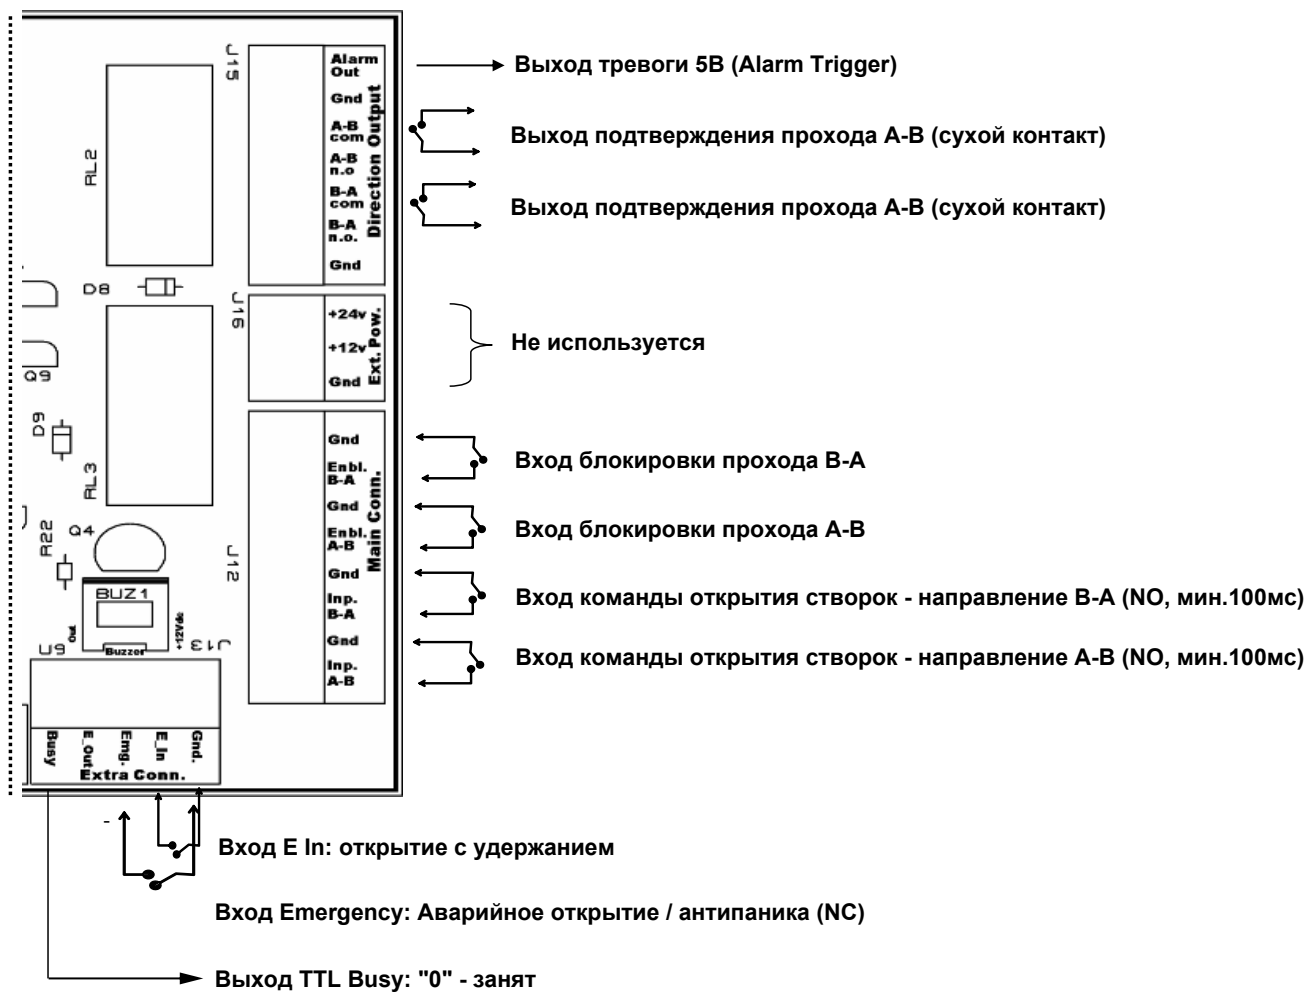 J15
Alarm
Out
Gnd
A-B
com
A-B
n.o
B-A
com
B-A
n.o.
Gnd
Direction Output
Выход тревоги 5В (Alarm Trigger)
Выход подтверждения прохода A-B (сухой контакт)
Выход подтверждения прохода A-B (сухой контакт)
RL2
D8
J16
+24v
+12v
Gnd
Ext. Pow.
Не используется
Q9
D9
RL3
R22
Q4
J12
Gnd
Enbl.
B-A
Gnd
Enbl.
A-B
Gnd
Inp.
B-A
Gnd
Inp.
A-B
Main Conn.
Вход блокировки прохода B-A
Вход блокировки прохода A-B
Вход команды открытия створок - направление B-A (NO, мин.100мс)
Вход команды открытия створок - направление A-B (NO, мин.100мс)
BUZ1
Out
+12Vdc
Buzzer
U9
J13
Busy
E_Out
Emg.
E_In
Gnd.
Extra Conn.
-
Вход E In: открытие с удержанием
Вход Emergency: Аварийное открытие / антипаника (NC)
Выход TTL Busy: "0" - занят